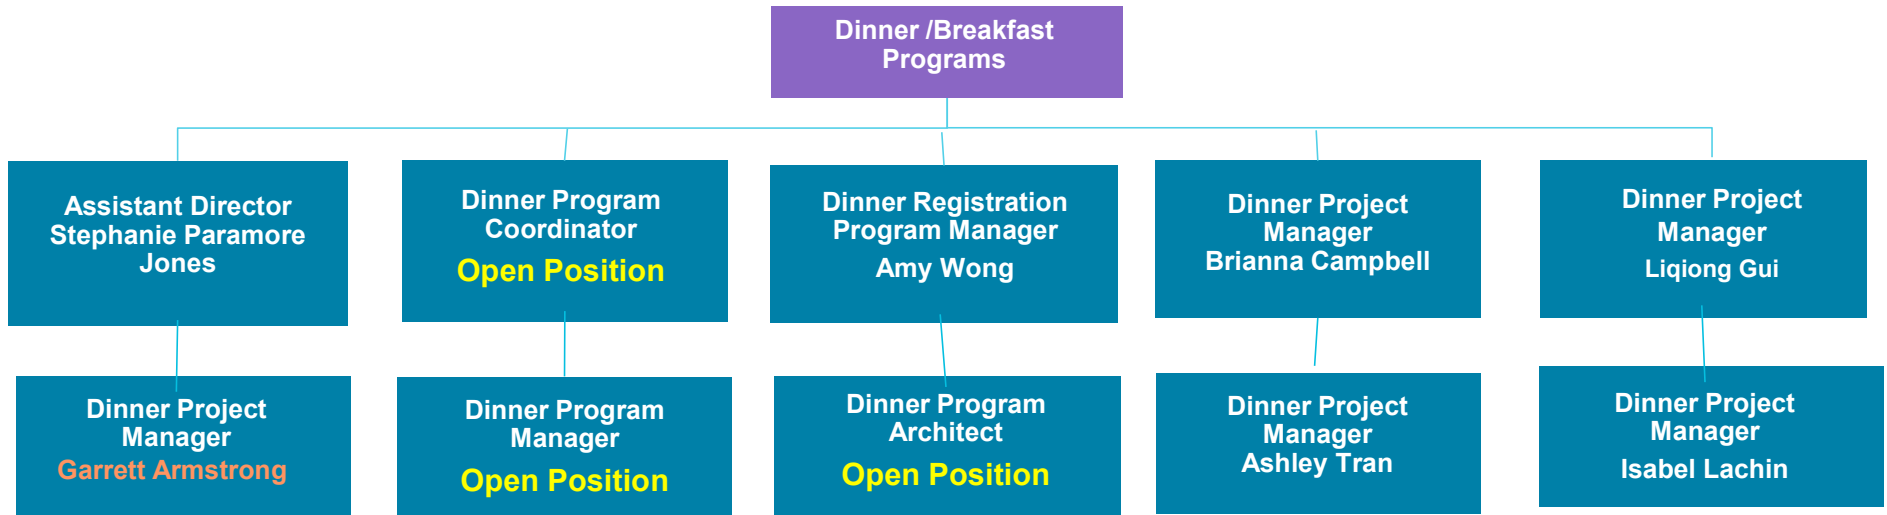 Dinner /Breakfast
Programs
Assistant Director
Stephanie Paramore
Jones
Dinner Program
Coordinator
Open Position
Dinner Registration
Program Manager
Amy Wong
Dinner Project
Manager
Brianna Campbell
Dinner Project
Manager
Liqiong Gui
Dinner Project
Manager
Garrett Armstrong
Dinner Program
Manager
Open Position
Dinner Program
Architect
Open Position
Dinner Project
Manager
Ashley Tran
Dinner Project
Manager
Isabel Lachin